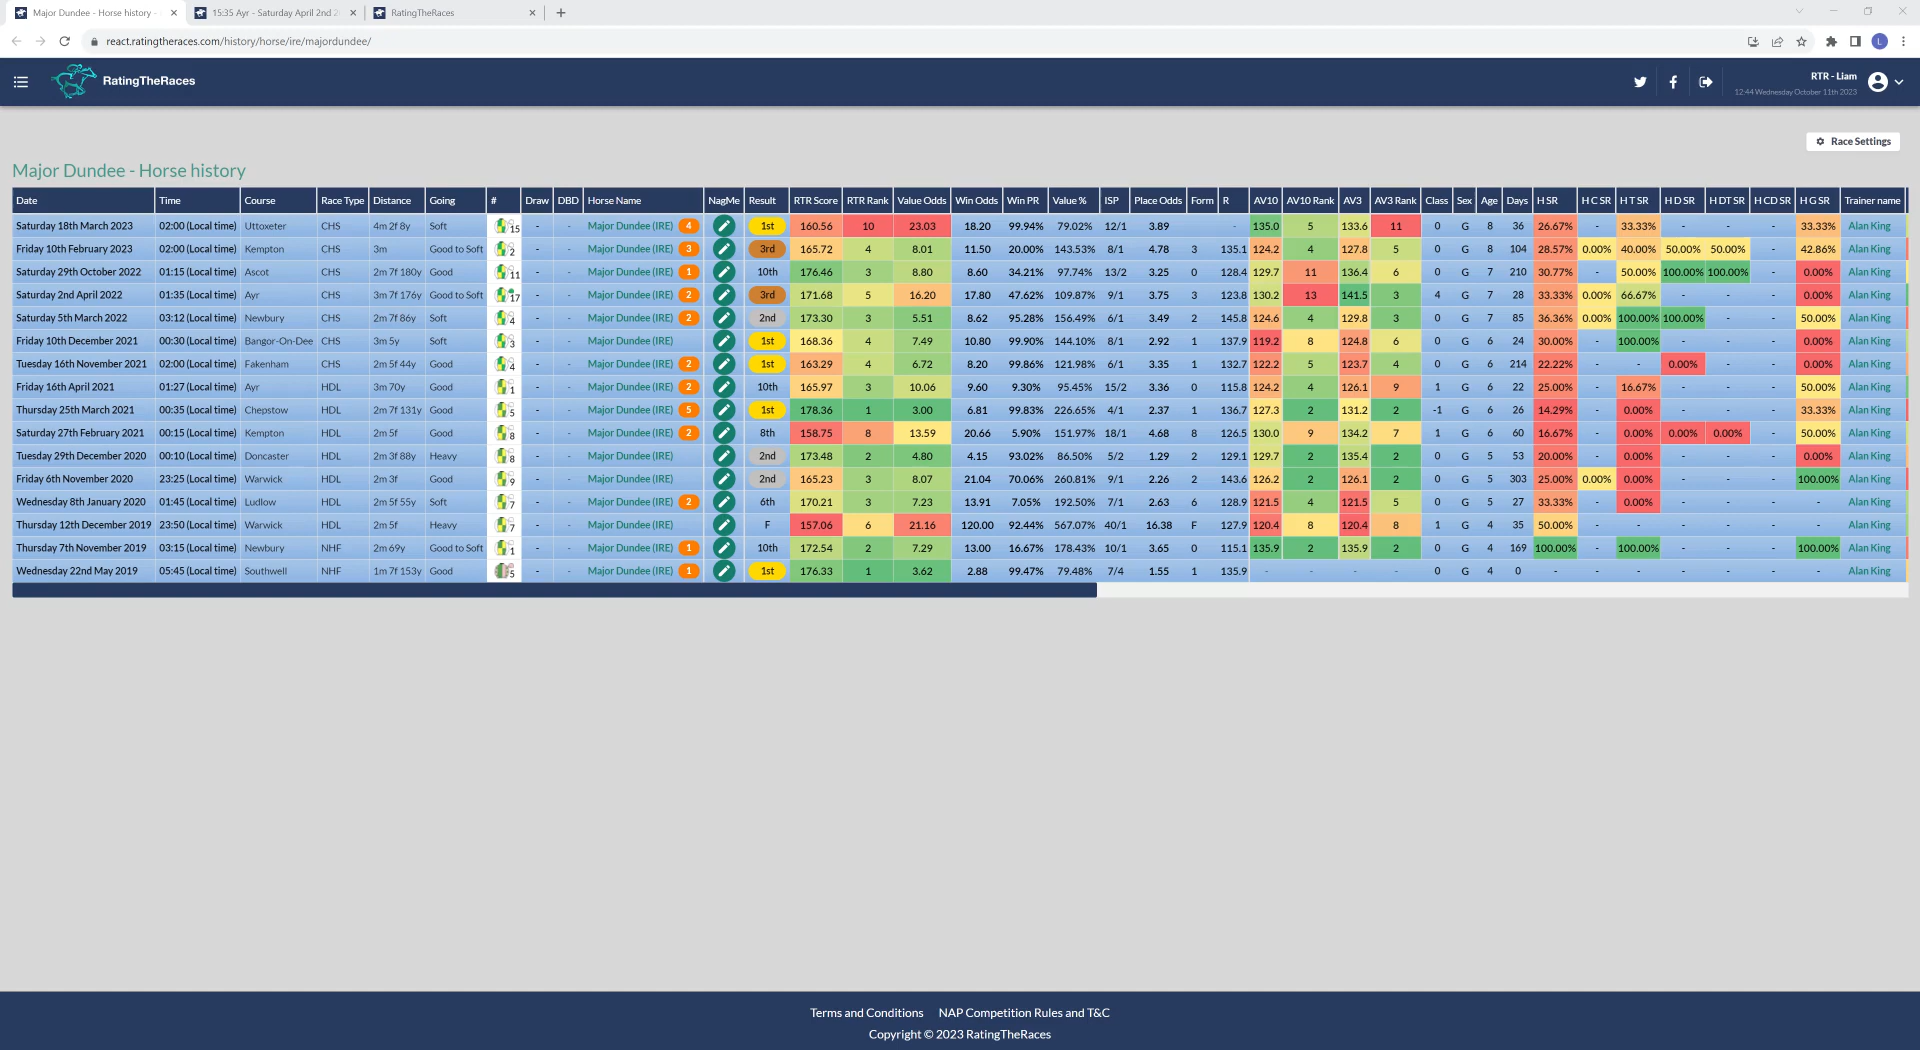 Major Dundee - Horse history -
15:35 Ayr - Saturday April 2nd 2
RatingTheRaces
react.ratingtheraces.com/history/horse/ire/majordundee/
L
RatingTheRaces
RTR - Liam
12:44 Wednesday October 11th 2023
Race Settings
Major Dundee - Horse history
Date Time Course Race Type Distance Going # Draw DBD Horse Name NagMe Result RTR Score RTR Rank Value Odds Win Odds Win PR Value % ISP Place Odds Form R AV10 AV10 Rank AV3 AV3 Rank Class Sex Age Days H SR H C SR H T SR H D SR H DT SR H CD SR H G SR Trainer name
Saturday 18th March 2023 02:00 (Local time) Uttoxeter CHS 4m 2f 8y Soft 15 - - Major Dundee (IRE) 4 1st 160.56 10 23.03 18.20 99.94% 79.02% 12/1 3.89 - 135.0 5 133.6 11 0 G 8 36 26.67% - 33.33% - - - 33.33% Alan King
Friday 10th February 2023 02:00 (Local time) Kempton CHS 3m Good to Soft 2 - - Major Dundee (IRE) 3 3rd 165.72 4 8.01 11.50 20.00% 143.53% 8/1 4.78 3 135.1 124.2 4 127.8 5 0 G 8 104 28.57% 0.00% 40.00% 50.00% 50.00% - 42.86% Alan King
Saturday 29th October 2022 01:15 (Local time) Ascot CHS 2m 7f 180y Good 11 - - Major Dundee (IRE) 1 10th 176.46 3 8.80 8.60 34.21% 97.74% 13/2 3.25 0 128.4 129.7 11 136.4 6 0 G 7 210 30.77% - 50.00% 100.00% 100.00% - 0.00% Alan King
Saturday 2nd April 2022 01:35 (Local time) Ayr CHS 3m 7f 176y Good to Soft 17 - - Major Dundee (IRE) 2 3rd 171.68 5 16.20 17.80 47.62% 109.87% 9/1 3.75 3 123.8 130.2 13 141.5 3 4 G 7 28 33.33% 0.00% 66.67% - - - 0.00% Alan King
Saturday 5th March 2022 03:12 (Local time) Newbury CHS 2m 7f 86y Soft 4 - - Major Dundee (IRE) 2 2nd 173.30 3 5.51 8.62 95.28% 156.49% 6/1 3.49 2 145.8 124.6 4 129.8 3 0 G 7 85 36.36% 0.00% 100.00% 100.00% - - 50.00% Alan King
Friday 10th December 2021 00:30 (Local time) Bangor-On-Dee CHS 3m 5y Soft 3 - - Major Dundee (IRE) 1st 168.36 4 7.49 10.80 99.90% 144.10% 8/1 2.92 1 137.9 119.2 8 124.8 6 0 G 6 24 30.00% - 100.00% - - - 0.00% Alan King
Tuesday 16th November 2021 02:00 (Local time) Fakenham CHS 2m 5f 44y Good 4 - - Major Dundee (IRE) 2 1st 163.29 4 6.72 8.20 99.86% 121.98% 6/1 3.35 1 132.7 122.2 5 123.7 4 0 G 6 214 22.22% - - 0.00% - - 0.00% Alan King
Friday 16th April 2021 01:27 (Local time) Ayr HDL 3m 70y Good 1 - - Major Dundee (IRE) 2 10th 165.97 3 10.06 9.60 9.30% 95.45% 15/2 3.36 0 115.8 124.2 4 126.1 9 1 G 6 22 25.00% - 16.67% - - - 50.00% Alan King
Thursday 25th March 2021 00:35 (Local time) Chepstow HDL 2m 7f 131y Good 5 - - Major Dundee (IRE) 5 1st 178.36 1 3.00 6.81 99.83% 226.65% 4/1 2.37 1 136.7 127.3 2 131.2 2 -1 G 6 26 14.29% - 0.00% - - - 33.33% Alan King
Saturday 27th February 2021 00:15 (Local time) Kempton HDL 2m 5f Good 8 - - Major Dundee (IRE) 2 8th 158.75 8 13.59 20.66 5.90% 151.97% 18/1 4.68 8 126.5 130.0 9 134.2 7 1 G 6 60 16.67% - 0.00% 0.00% 0.00% - 50.00% Alan King
Tuesday 29th December 2020 00:10 (Local time) Doncaster HDL 2m 3f 88y Heavy 8 - - Major Dundee (IRE) 2nd 173.48 2 4.80 4.15 93.02% 86.50% 5/2 1.29 2 129.1 129.7 2 135.4 2 0 G 5 53 20.00% - 0.00% - - - 0.00% Alan King
Friday 6th November 2020 23:25 (Local time) Warwick HDL 2m 3f Good 9 - - Major Dundee (IRE) 2nd 165.23 3 8.07 21.04 70.06% 260.81% 9/1 2.26 2 143.6 126.2 2 126.1 2 0 G 5 303 25.00% 0.00% 0.00% - - - 100.00% Alan King
Wednesday 8th January 2020 01:45 (Local time) Ludlow HDL 2m 5f 55y Soft 7 - - Major Dundee (IRE) 2 6th 170.21 3 7.23 13.91 7.05% 192.50% 7/1 2.63 6 128.9 121.5 4 121.5 5 0 G 5 27 33.33% - 0.00% - - - - Alan King
Thursday 12th December 2019 23:50 (Local time) Warwick HDL 2m 5f Heavy 7 - - Major Dundee (IRE) F 157.06 6 21.16 120.00 92.44% 567.07% 40/1 16.38 F 127.9 120.4 8 120.4 8 1 G 4 35 50.00% - - - - - - Alan King
Thursday 7th November 2019 03:15 (Local time) Newbury NHF 2m 69y Good to Soft 1 - - Major Dundee (IRE) 1 10th 172.54 2 7.29 13.00 16.67% 178.43% 10/1 3.65 0 115.1 135.9 2 135.9 2 0 G 4 169 100.00% - 100.00% - - - 100.00% Alan King
Wednesday 22nd May 2019 05:45 (Local time) Southwell NHF 1m 7f 153y Good 5 - - Major Dundee (IRE) 1 1st 176.33 1 3.62 2.88 99.47% 79.48% 7/4 1.55 1 135.9 - - - - 0 G 4 0 - - - - - - - Alan King
Terms and Conditions NAP Competition Rules and T&C
Copyright © 2023 RatingTheRaces